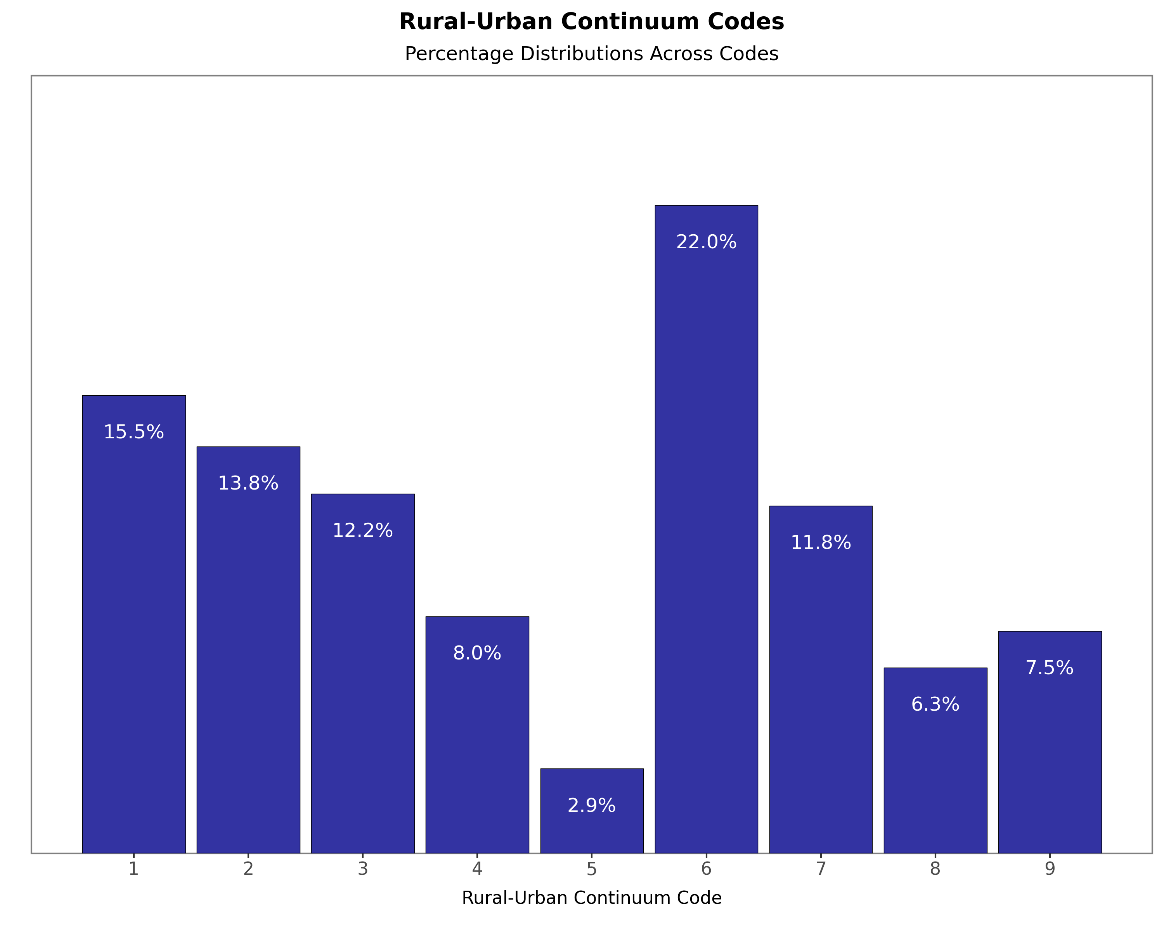 Rural-Urban Continuum Codes
Percentage Distributions Across Codes
22.0%
15.5%
13.8%
12.2%
11.8%
8.0%
7.5%
6.3%
2.9%
1 2 3 4 5 6 7 8 9
Rural-Urban Continuum Code